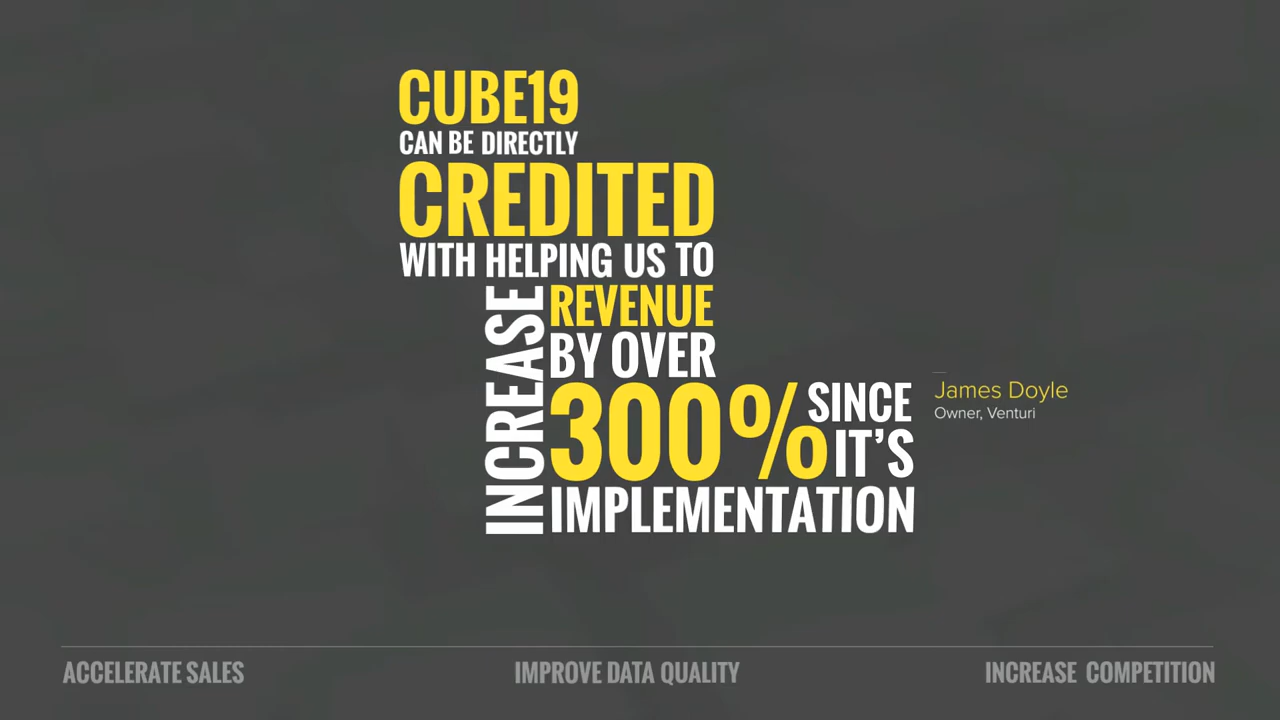 CUBE19
CAN BE DIRECTLY
CREDITED
WITH HELPING US TO
INCREASE
REVENUE
BY OVER
300% SINCE
IT’S
IMPLEMENTATION
James Doyle
Owner, Venturi
ACCELERATE SALES
IMPROVE DATA QUALITY
INCREASE COMPETITION